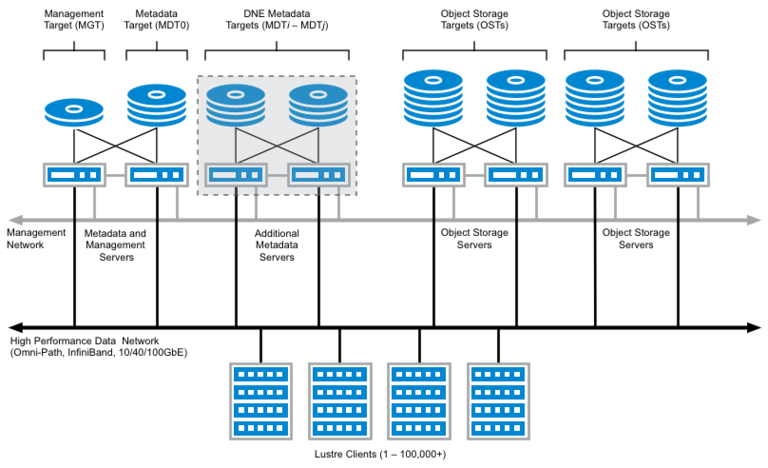 Management
Target (MGT)
Metadata
Target (MDT0)
DNE Metadata
Targets (MDTi – MDTj)
Object Storage
Targets (OSTs)
Object Storage
Targets (OSTs)
Management
Network
Metadata and
Management
Servers
Additional
Metadata
Servers
Object Storage
Servers
Object Storage
Servers
High Performance Data Network
(Omni-Path, InfiniBand, 10/40/100GbE)
Lustre Clients (1 – 100,000+)